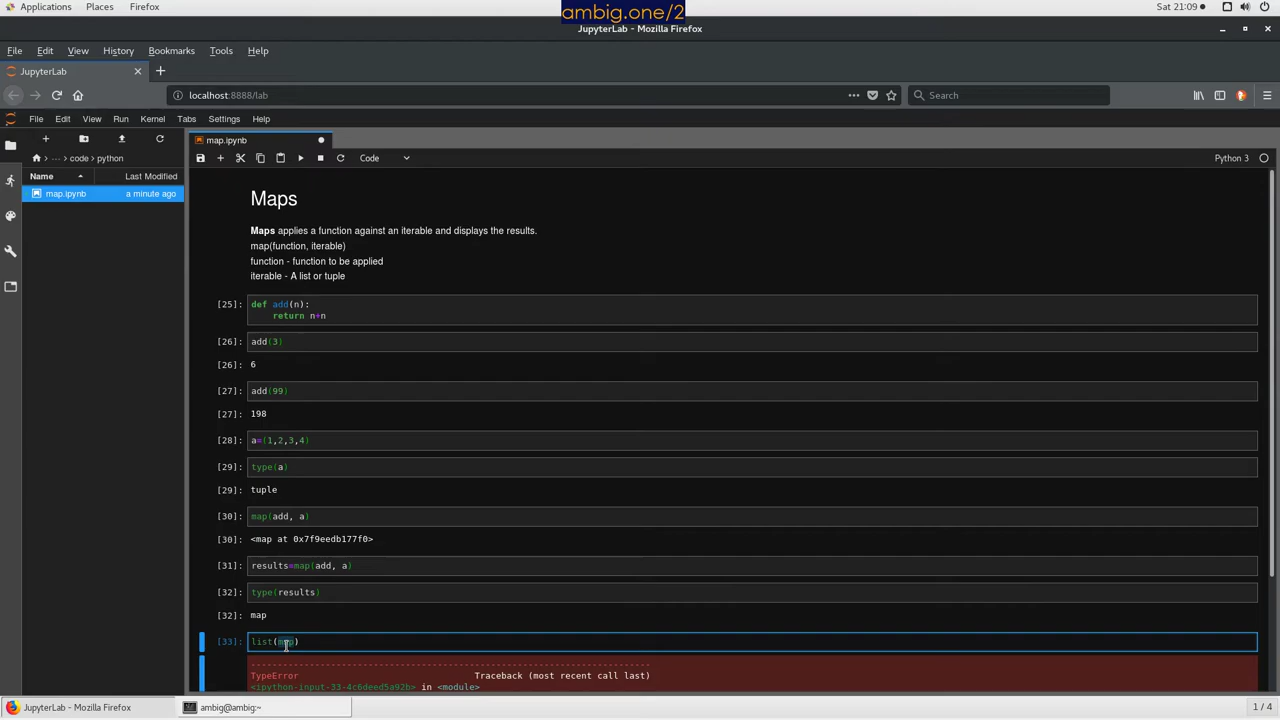 Applications Places Firefox
ambig.one/2
Sat 21:09
JupyterLab - Mozilla Firefox
File Edit View History Bookmarks Tools Help
JupyterLab
localhost:8888/lab
Search
File Edit View Run Kernel Tabs Settings Help
map.ipynb
Code
Python 3
code python
Name Last Modified
map.ipynb a minute ago
Maps
Maps applies a function against an iterable and displays the results.
map(function, iterable)
function - function to be applied
iterable - A list or tuple
[25]: def add(n):
return n+n
[26]: add(3)
[26]: 6
[27]: add(99)
[27]: 198
[28]: a=(1,2,3,4)
[29]: type(a)
[29]: tuple
[30]: map(add, a)
[30]: <map at 0x7f9eedb177f0>
[31]: results=map(add, a)
[32]: type(results)
[32]: map
[33]: list(map)
---------------------------------------------------------------------------
TypeError Traceback (most recent call last)
<ipython-input-33-4c6deed5a92b> in <module>
JupyterLab - Mozilla Firefox
ambig@ambig:~
1 / 4